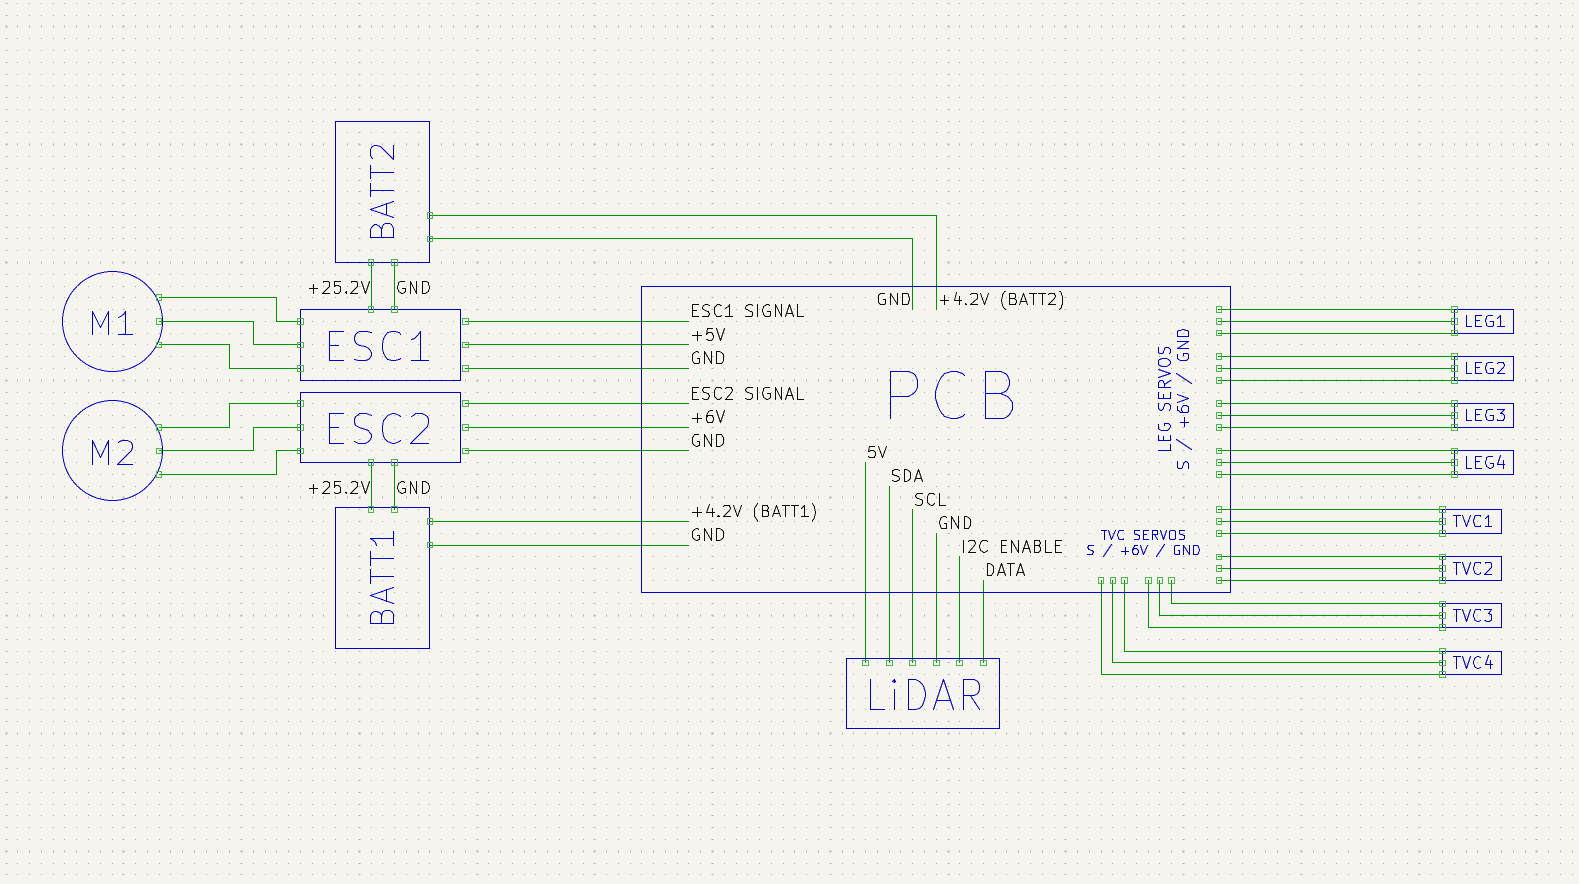 BATT2
+25.2V
GND
M1
ESC1
ESC1 SIGNAL
+5V
GND
GND
+4.2V (BATT2)
PCB
M2
ESC2
ESC2 SIGNAL
+6V
GND
+25.2V
GND
BATT1
+4.2V (BATT1)
GND
5V
SDA
SCL
GND
I2C ENABLE
DATA
LiDAR
LEG SERVOS
S / +6V / GND
TVC SERVOS
S / +6V / GND
LEG1
LEG2
LEG3
LEG4
TVC1
TVC2
TVC3
TVC4